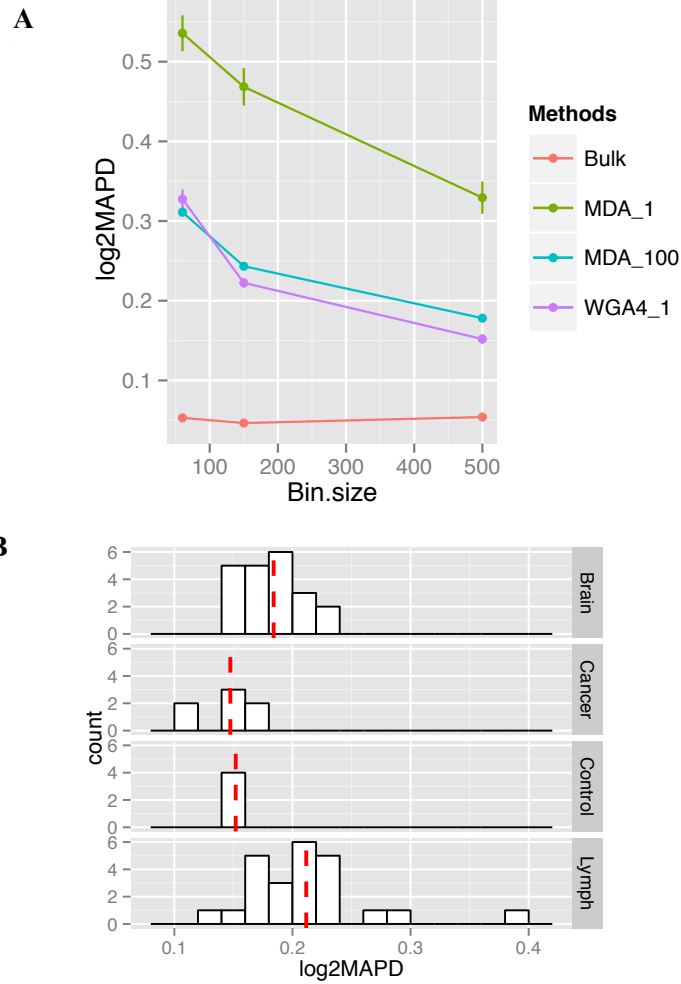 A
log2MAPD
0.5
0.4
0.3
0.2
0.1
100 200 300 400 500
Bin.size
Methods
Bulk
MDA_1
MDA_100
WGA4_1
B
count
6
4
2
0
Brain
6
4
2
0
Cancer
6
4
2
0
Control
6
4
2
0
Lymph
0.1 0.2 0.3 0.4
log2MAPD